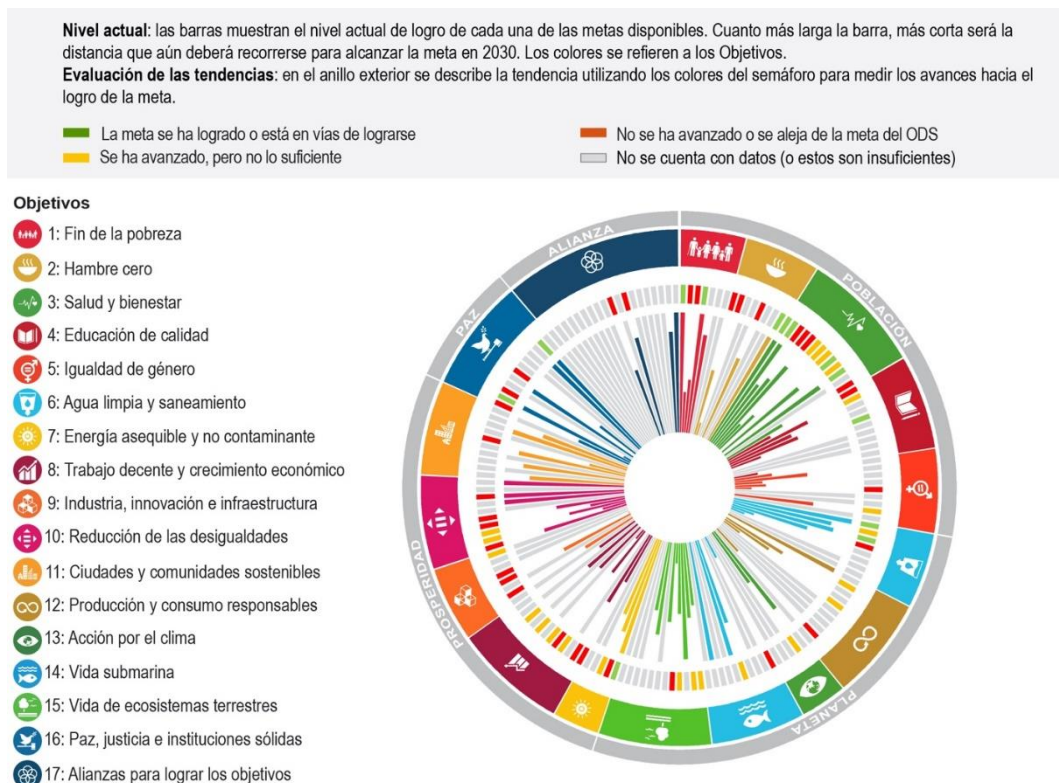 Nivel actual: las barras muestran el nivel actual de logro de cada una de las metas disponibles. Cuanto más larga la barra, más corta será la
distancia que aún deberá recorrerse para alcanzar la meta en 2030. Los colores se refieren a los Objetivos.
Evaluación de las tendencias: en el anillo exterior se describe la tendencia utilizando los colores del semáforo para medir los avances hacia el
logro de la meta.
La meta se ha logrado o está en vías de lograrse
No se ha avanzado o se aleja de la meta del ODS
Se ha avanzado, pero no lo suficiente
No se cuenta con datos (o estos son insuficientes)
Objetivos
1: Fin de la pobreza
2: Hambre cero
3: Salud y bienestar
4: Educación de calidad
5: Igualdad de género
6: Agua limpia y saneamiento
7: Energía asequible y no contaminante
8: Trabajo decente y crecimiento económico
9: Industria, innovación e infraestructura
10: Reducción de las desigualdades
11: Ciudades y comunidades sostenibles
12: Producción y consumo responsables
13: Acción por el clima
14: Vida submarina
15: Vida de ecosistemas terrestres
16: Paz, justicia e instituciones sólidas
17: Alianzas para lograr los objetivos
ALIANZA
POBLACIÓN
PAZ
PROSPERIDAD
PLANETA